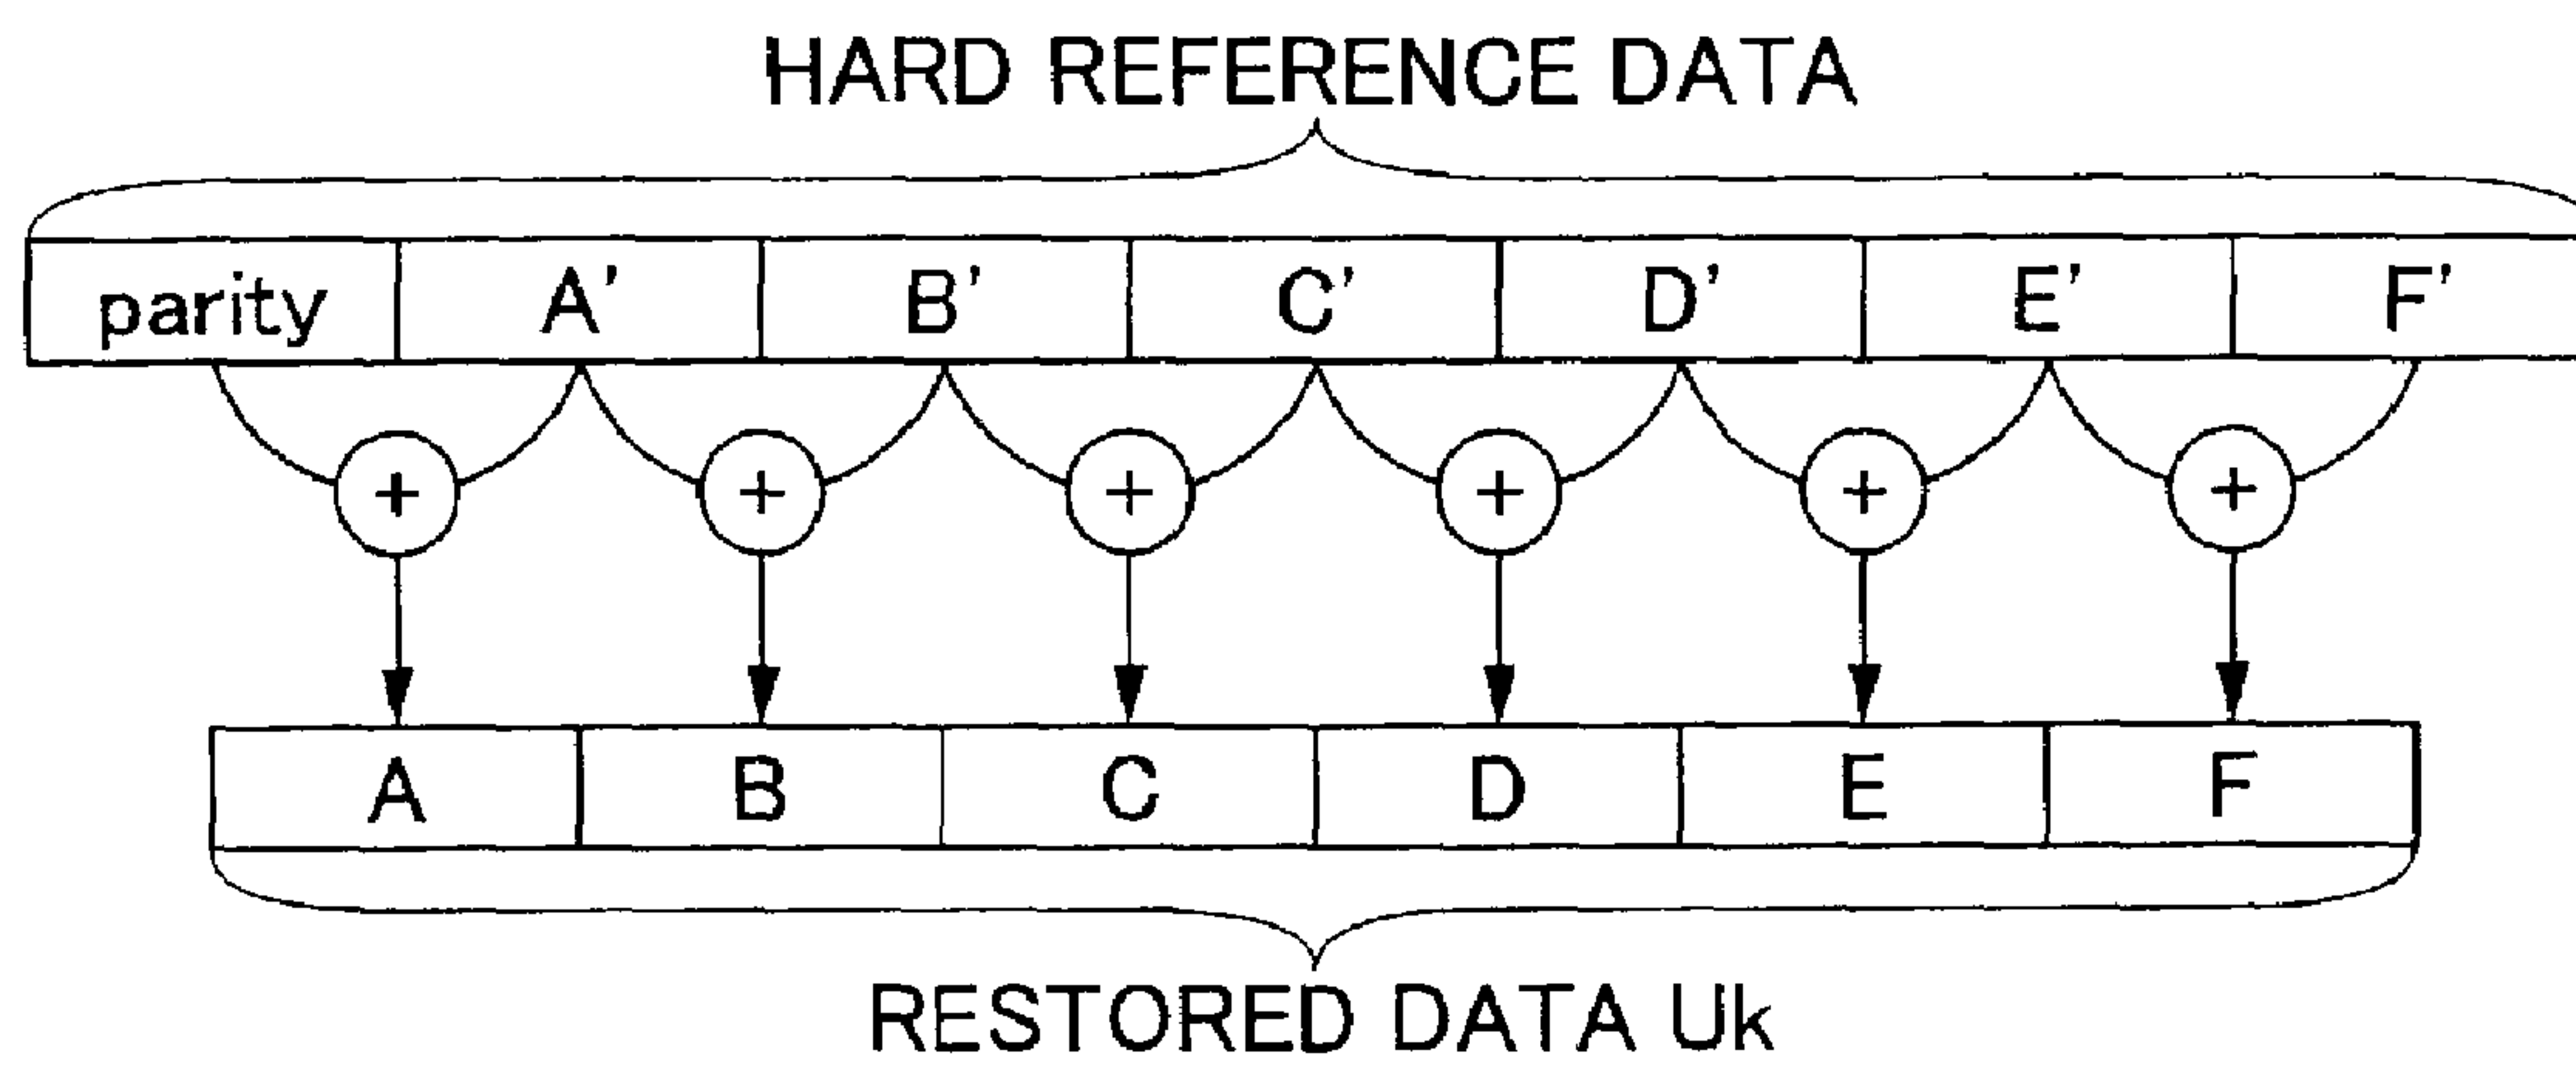 HARD REFERENCE DATA
parity A' B' C' D' E' F'
+ + + + + +
A B C D E F
RESTORED DATA Uk